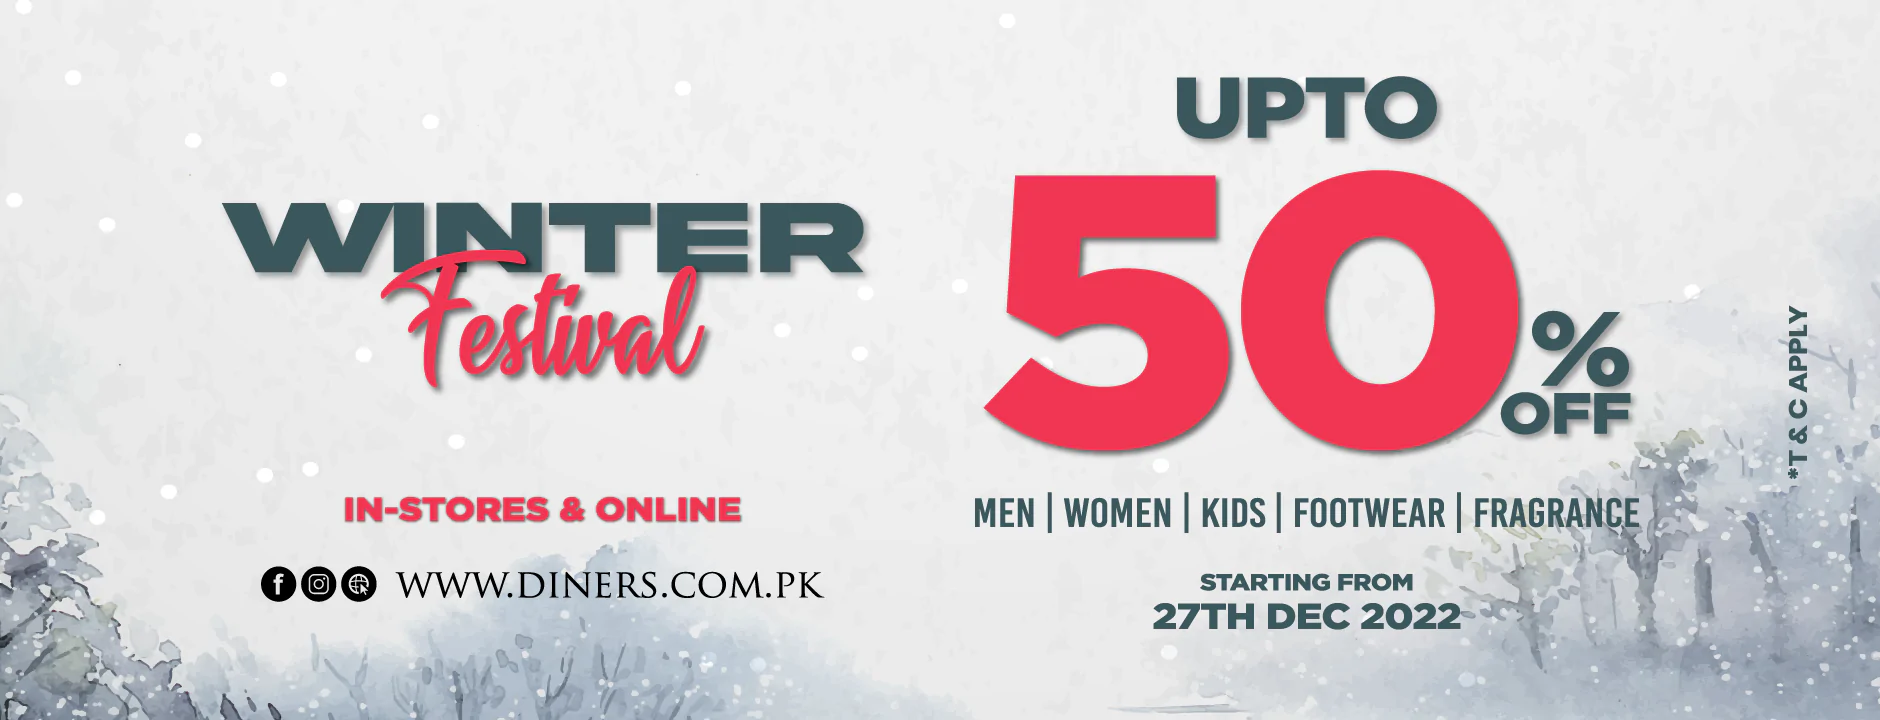 WINTER
Festival
IN-STORES & ONLINE
WWW.DINERS.COM.PK
UPTO
50%
OFF
MEN | WOMEN | KIDS | FOOTWEAR | FRAGRANCE
STARTING FROM
27TH DEC 2022
*T & C APPLY